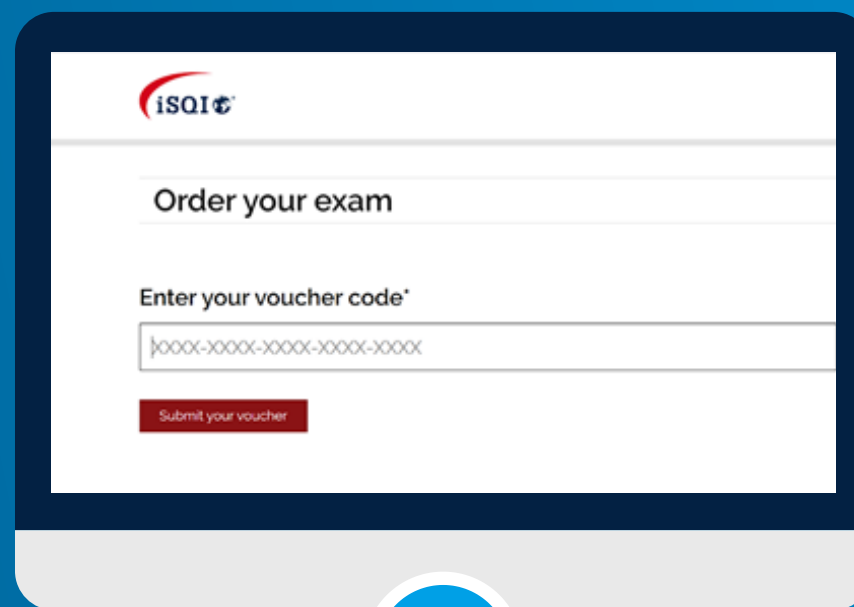 iSQI
Order your exam
Enter your voucher code*
XXXX-XXXX-XXXX-XXXX-XXXX
Submit your voucher